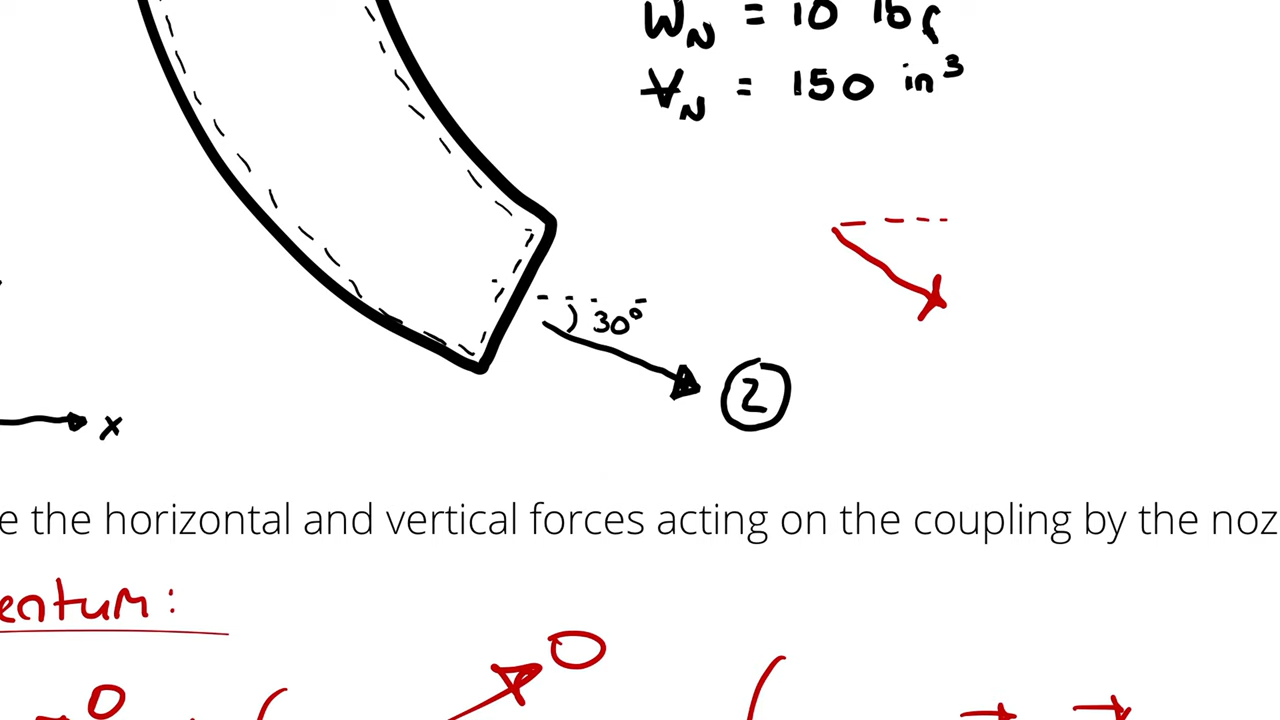 W_N = 10 lbf
V_N = 150 in³
30°
2
x
e the horizontal and vertical forces acting on the coupling by the noz
entum:
0
0